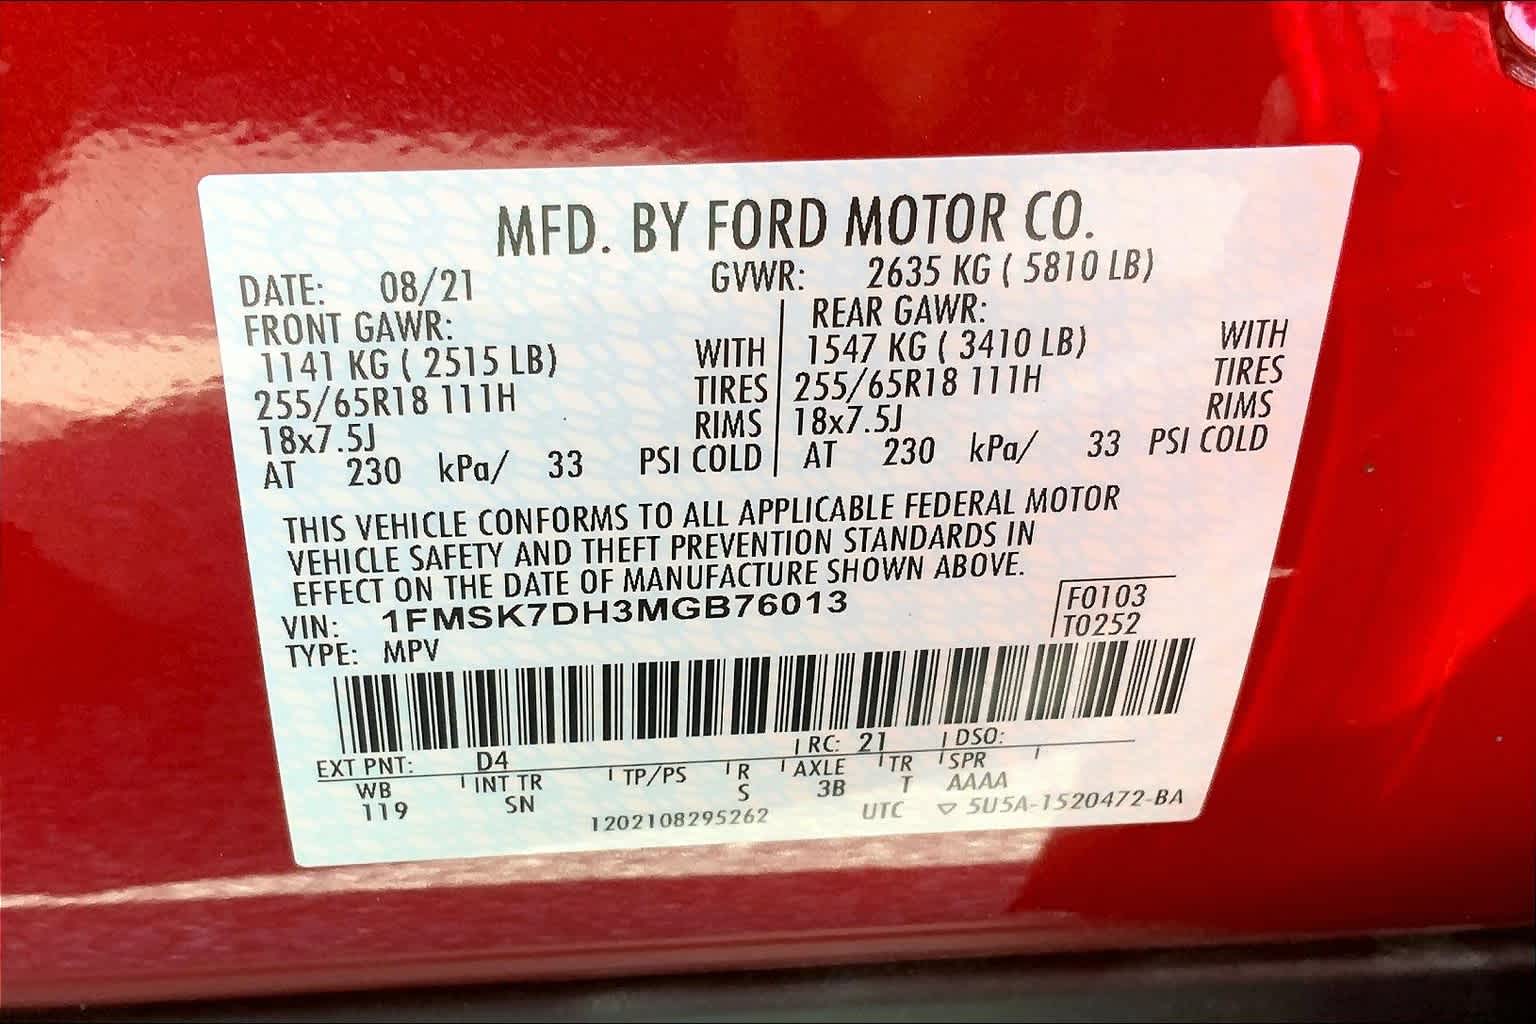 MFD. BY FORD MOTOR CO.
DATE: 08/21 GVWR: 2635 KG ( 5810 LB)
FRONT GAWR: REAR GAWR:
1141 KG ( 2515 LB) WITH 1547 KG ( 3410 LB) WITH
255/65R18 111H TIRES 255/65R18 111H TIRES
18x7.5J RIMS 18x7.5J RIMS
AT 230 kPa/ 33 PSI COLD AT 230 kPa/ 33 PSI COLD
THIS VEHICLE CONFORMS TO ALL APPLICABLE FEDERAL MOTOR
VEHICLE SAFETY AND THEFT PREVENTION STANDARDS IN
EFFECT ON THE DATE OF MANUFACTURE SHOWN ABOVE.
VIN: 1FMSK7DH3MGB76013 F0103
TYPE: MPV T0252
EXT PNT: D4 RC: 21 DSO:
WB INT TR TP/PS R AXLE TR SPR
119 SN S 3B T AAAA
1202108295262 UTC ▽ 5U5A-1520472-BA